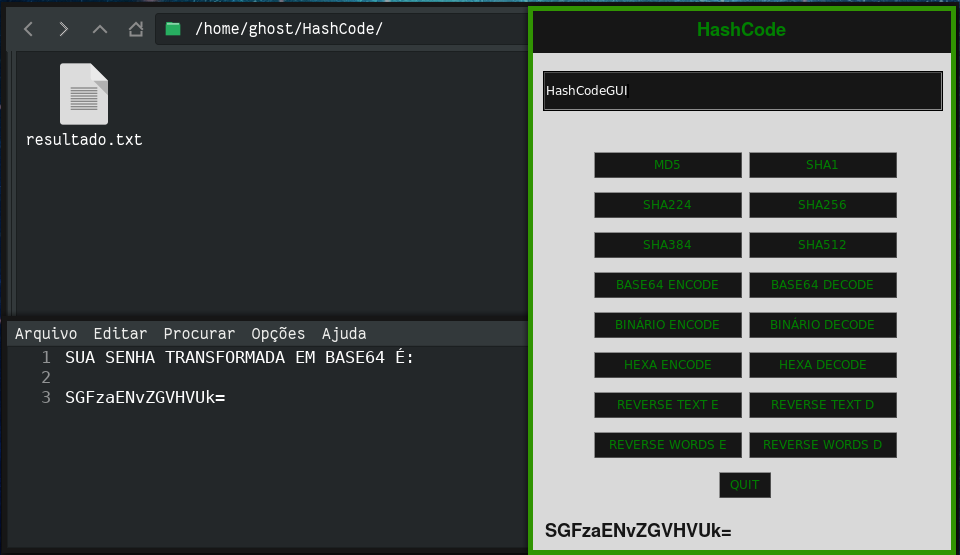 /home/ghost/HashCode/
resultado.txt
Arquivo Editar Procurar Opções Ajuda
1 SUA SENHA TRANSFORMADA EM BASE64 É:
2
3 SGFzaENvZGVHVUk=
HashCode
HashCodeGUI
MD5 SHA1
SHA224 SHA256
SHA384 SHA512
BASE64 ENCODE BASE64 DECODE
BINÁRIO ENCODE BINÁRIO DECODE
HEXA ENCODE HEXA DECODE
REVERSE TEXT E REVERSE TEXT D
REVERSE WORDS E REVERSE WORDS D
QUIT
SGFzaENvZGVHVUk=